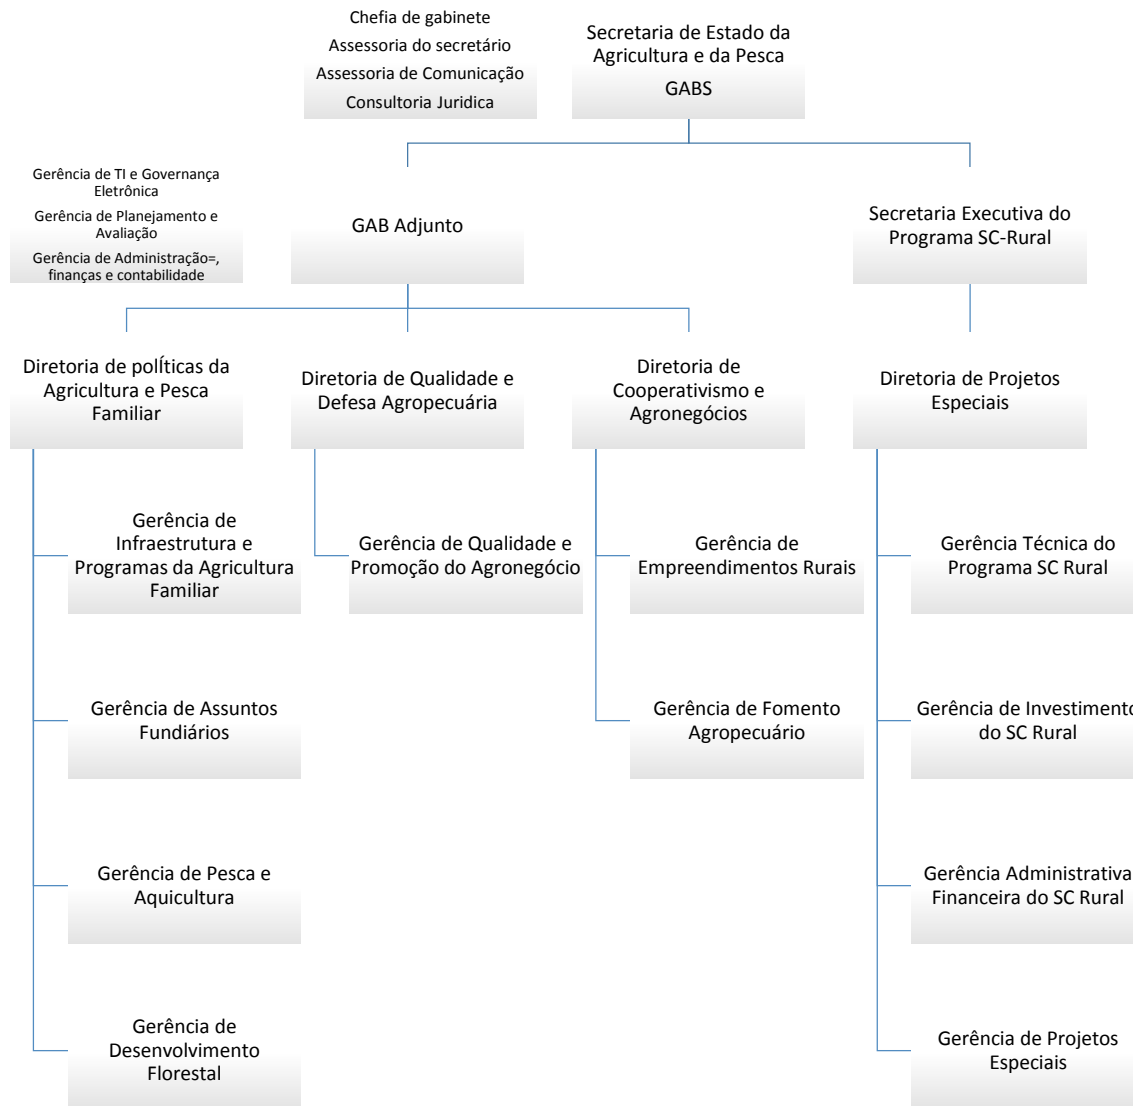 Chefia de gabinete
Assessoria do secretário
Assessoria de Comunicação
Consultoria Juridica
Secretaria de Estado da
Agricultura e da Pesca
GABS
Gerência de TI e Governança
Eletrônica
Gerência de Planejamento e
Avaliação
Gerência de Administração=,
finanças e contabilidade
GAB Adjunto
Secretaria Executiva do
Programa SC-Rural
Diretoria de políticas da
Agricultura e Pesca
Familiar
Diretoria de Qualidade e
Defesa Agropecuária
Diretoria de
Cooperativismo e
Agronegócios
Diretoria de Projetos
Especiais
Gerência de
Infraestrutura e
Programas da Agricultura
Familiar
Gerência de Qualidade e
Promoção do Agronegócio
Gerência de
Empreendimentos Rurais
Gerência Técnica do
Programa SC Rural
Gerência de Assuntos
Fundiários
Gerência de Fomento
Agropecuário
Gerência de Investimento
do SC Rural
Gerência de Pesca e
Aquicultura
Gerência Administrativa
Financeira do SC Rural
Gerência de
Desenvolvimento
Florestal
Gerência de Projetos
Especiais